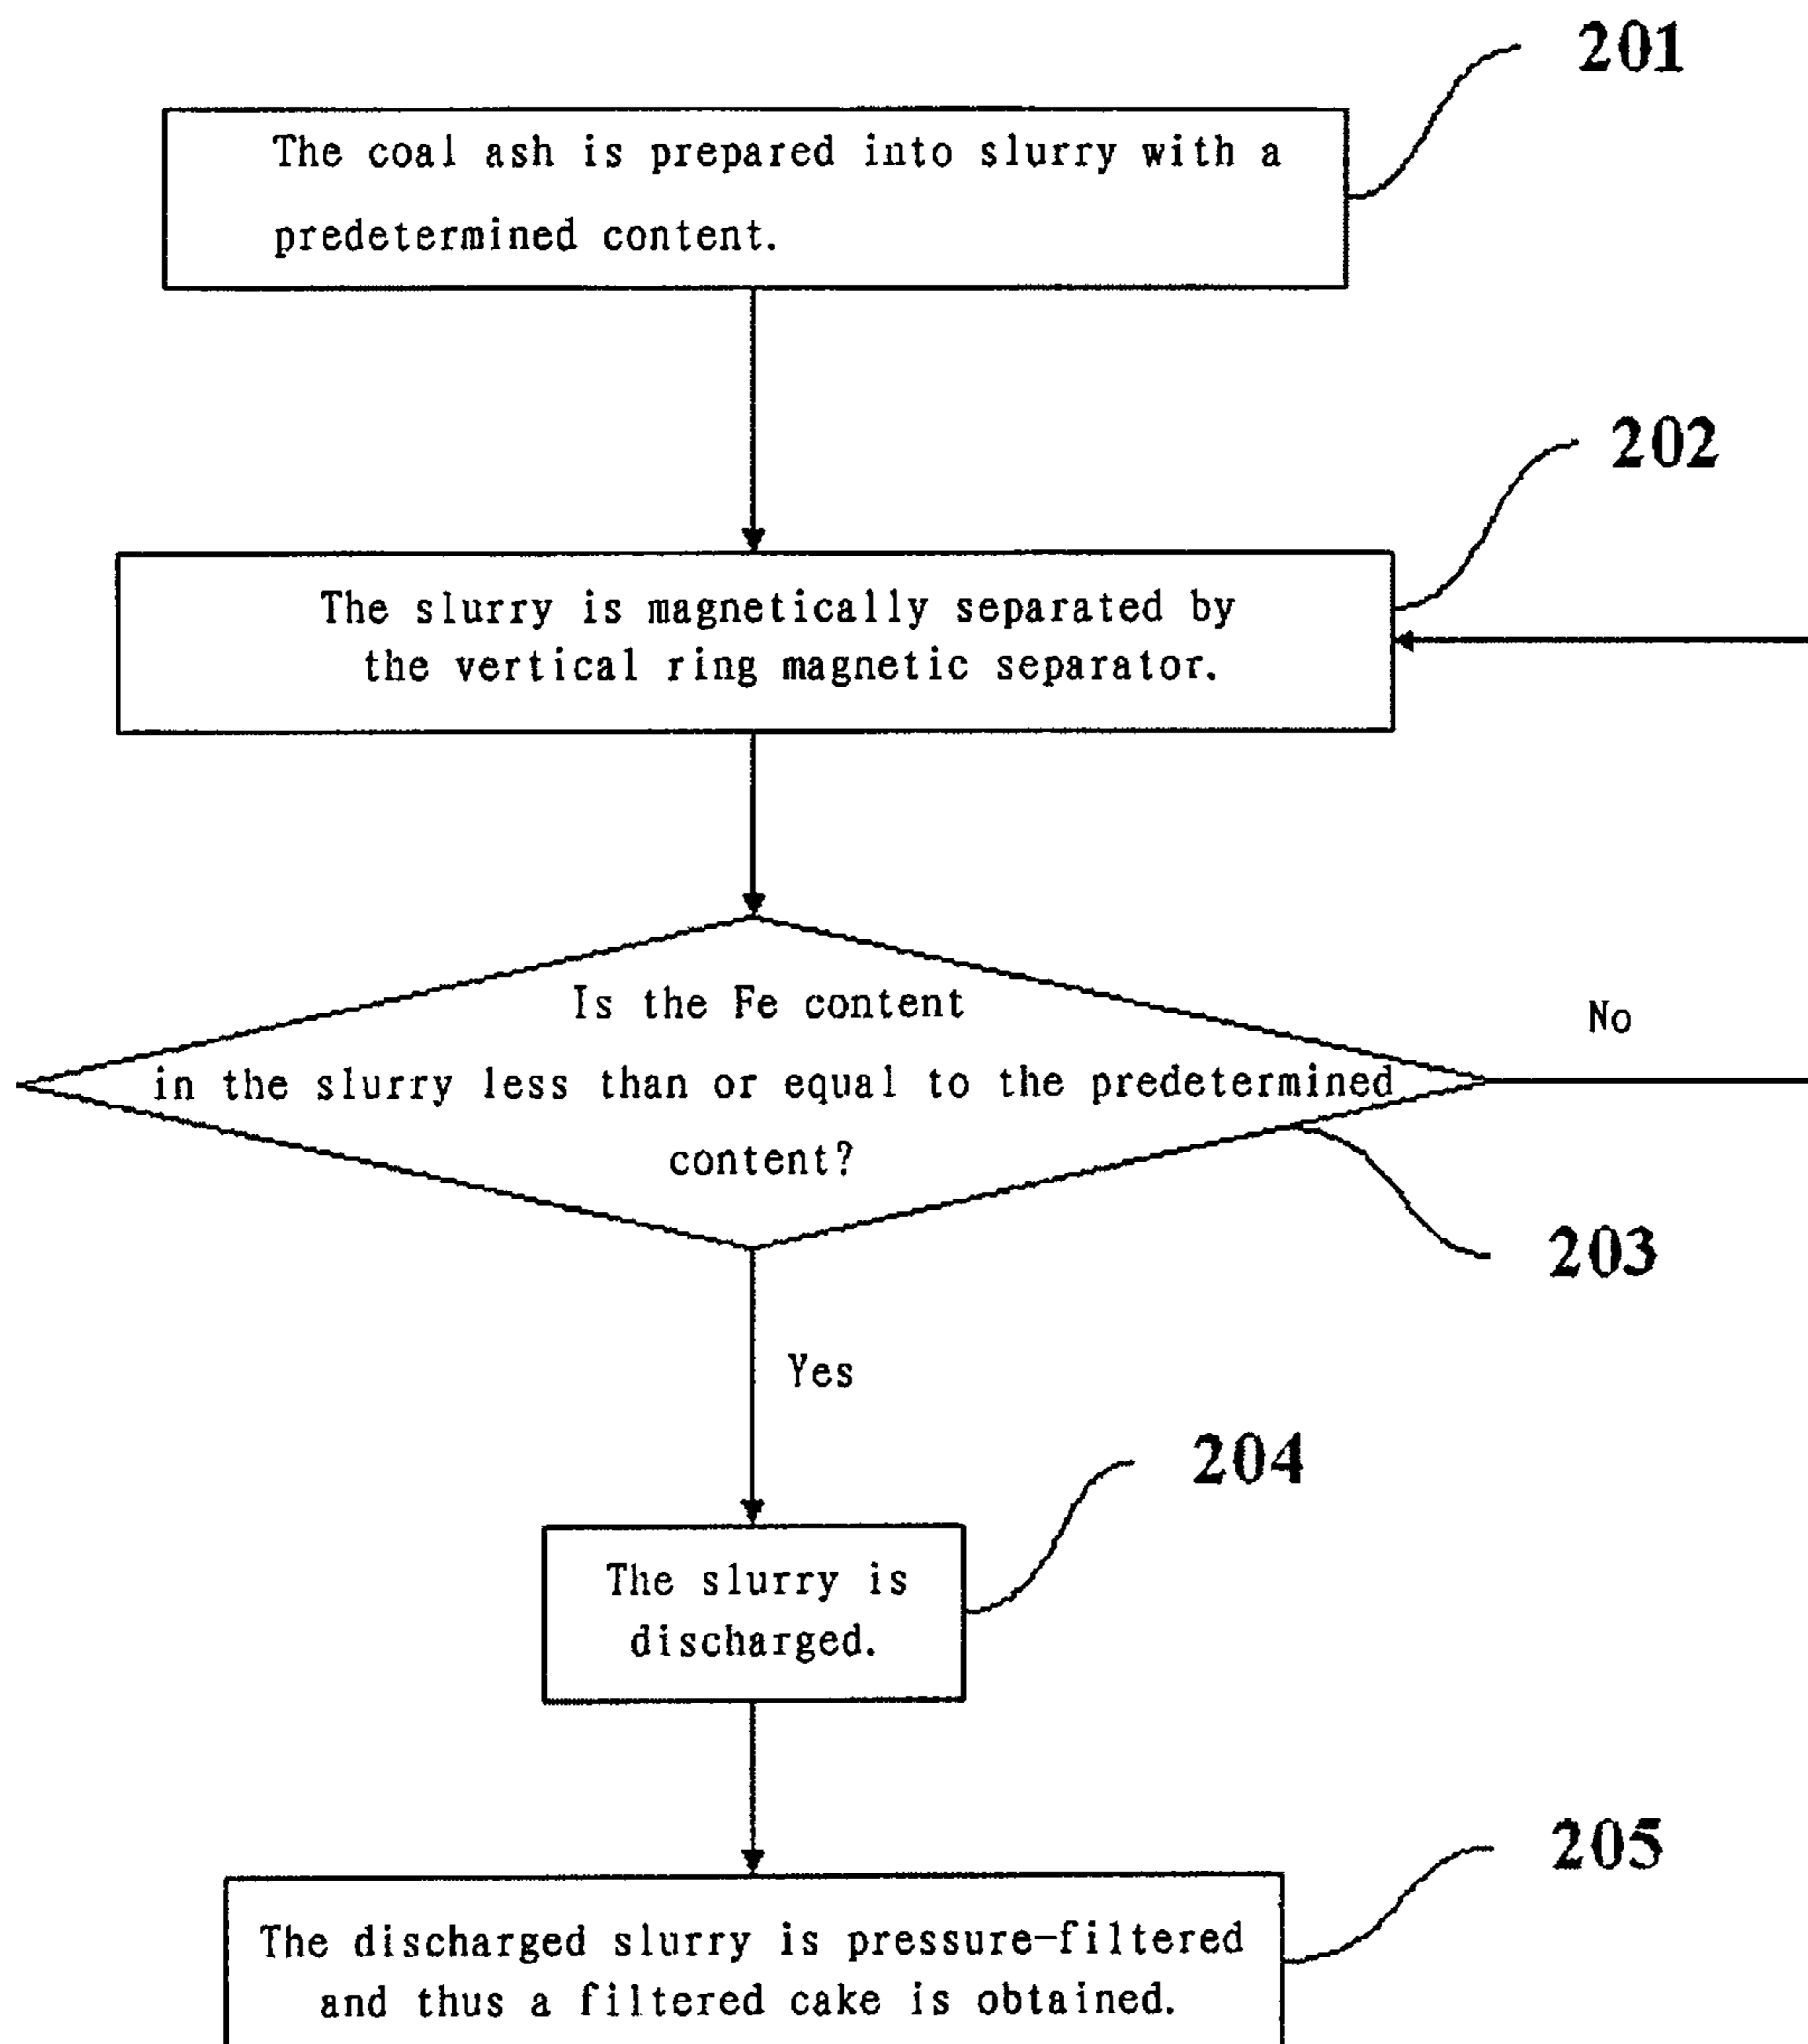 201
The coal ash is prepared into slurry with a
predetermined content.
202
The slurry is magnetically separated by
the vertical ring magnetic separator.
Is the Fe content
No
in the slurry less than or equal to the predetermined
content?
203
Yes
204
The slurry is
discharged.
205
The discharged slurry is pressure-filtered
and thus a filtered cake is obtained.